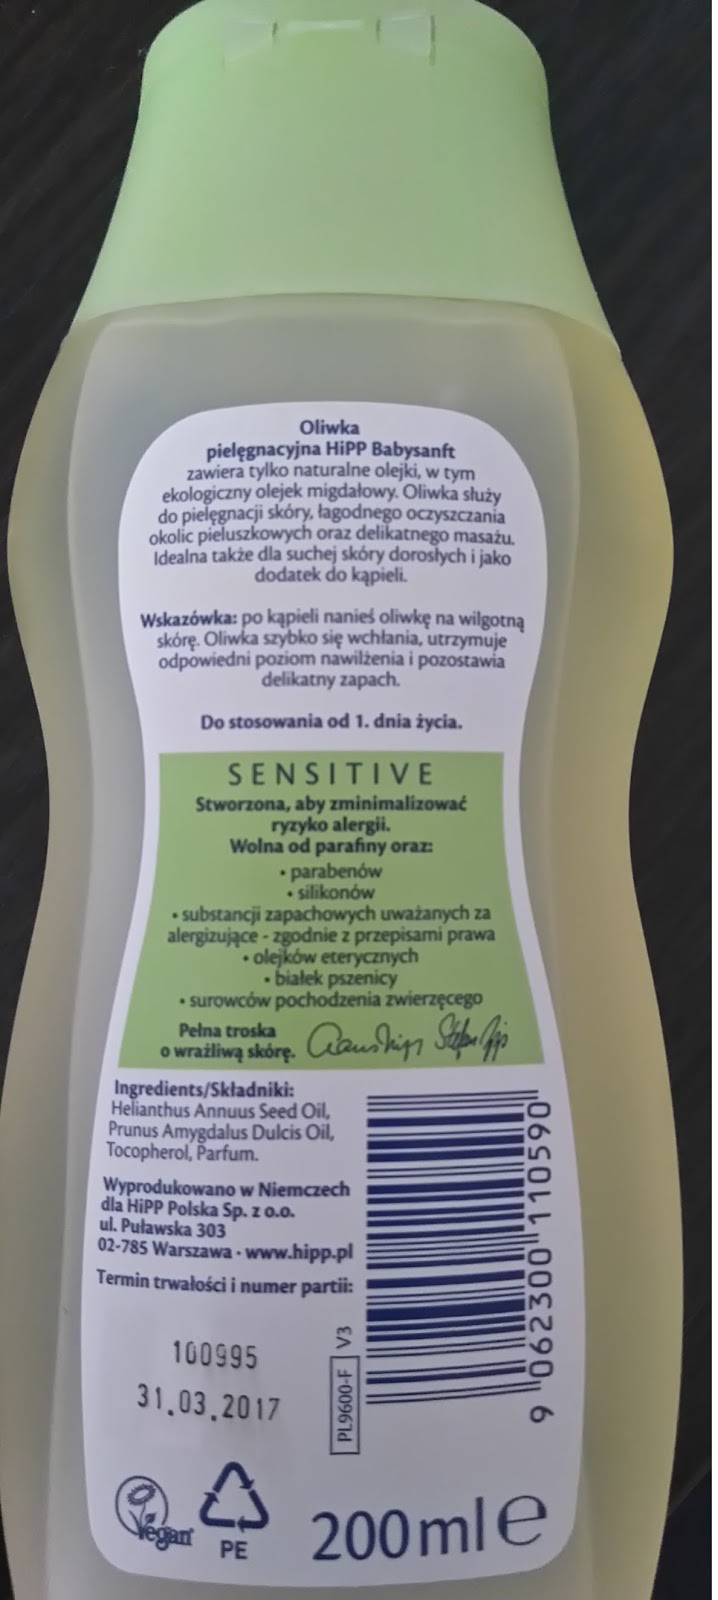 Oliwka
pielęgnacyjna HiPP Babysanft
zawiera tylko naturalne olejki, w tym
ekologiczny olejek migdałowy. Oliwka służy
do pielęgnacji skóry, łagodnego oczyszczania
okolic pieluszkowych oraz delikatnego masażu.
Idealna także dla suchej skóry dorosłych i jako
dodatek do kąpieli.
Wskazówka: po kąpieli nanieś oliwkę na wilgotną
skórę. Oliwka szybko się wchłania, utrzymuje
odpowiedni poziom nawilżenia i pozostawia
delikatny zapach.
Do stosowania od 1. dnia życia.
SENSITIVE
Stworzona, aby zminimalizować
ryzyko alergii.
Wolna od parafiny oraz:
• parabenów
• silikonów
• substancji zapachowych uważanych za
alergizujące - zgodnie z przepisami prawa
• olejków eterycznych
• białek pszenicy
• surowców pochodzenia zwierzęcego
Pełna troska
o wrażliwą skórę.
Ingredients/Składniki:
Helianthus Annuus Seed Oil,
Prunus Amygdalus Dulcis Oil,
Tocopherol, Parfum.
Wyprodukowano w Niemczech
dla HiPP Polska Sp. z o.o.
ul. Puławska 303
02-785 Warszawa · www.hipp.pl
Termin trwałości i numer partii:
100995
31.03.2017
PL9600-F V3
9 062300 110590
Vegan
PE
200 ml e